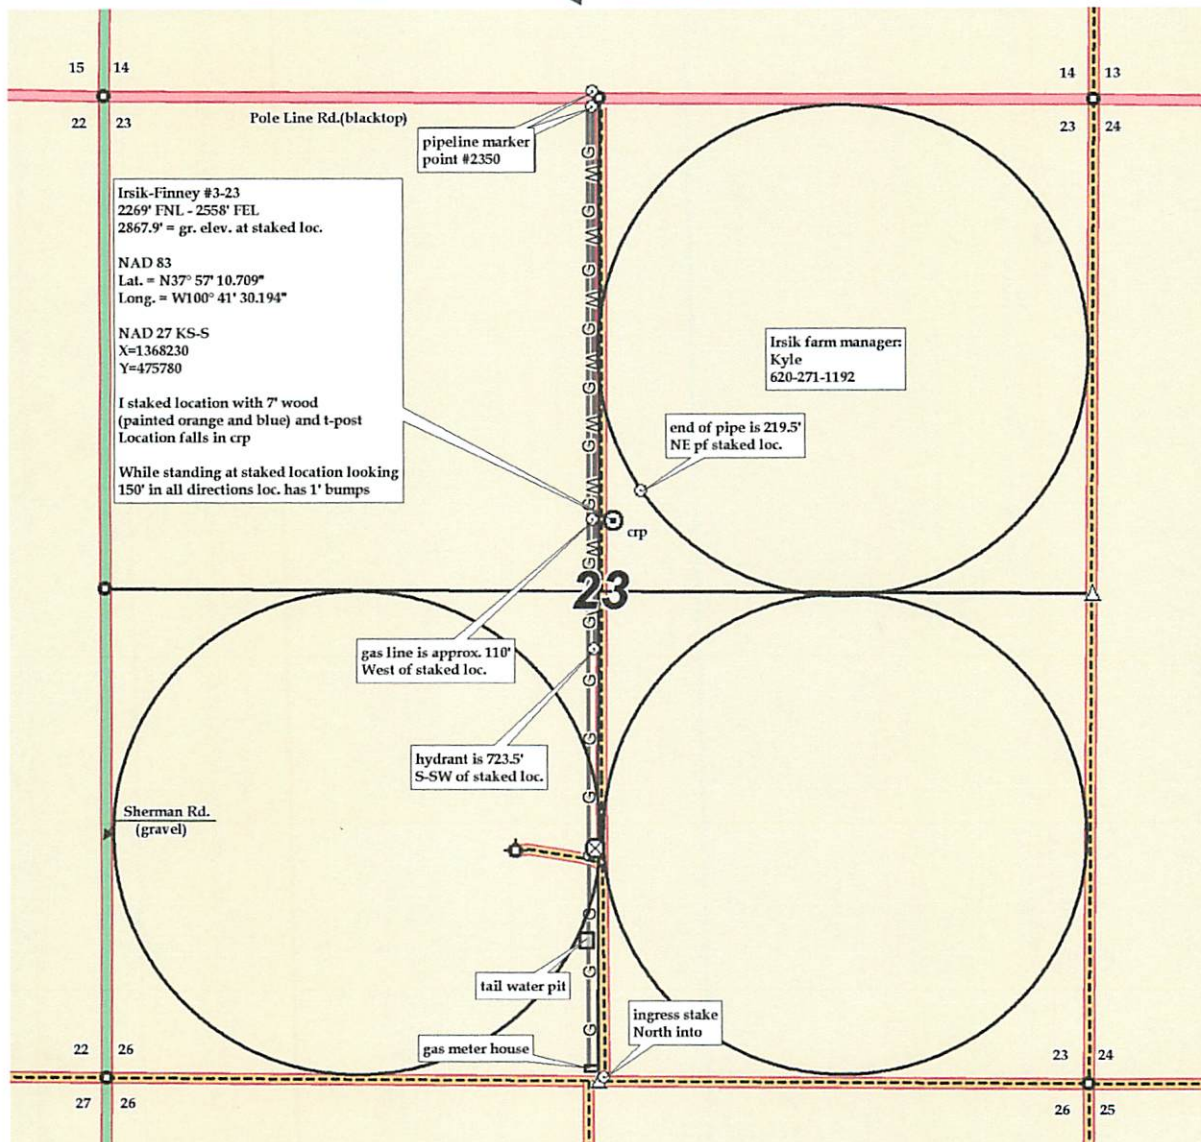 15 14
14 13
22 23
Pole Line Rd.(blacktop)
23 24
pipeline marker
point #2350
Irsik-Finney #3-23
2269' FNL - 2558' FEL
2867.9' = gr. elev. at staked loc.
NAD 83
Lat. = N37° 57' 10.709"
Long. = W100° 41' 30.194"
NAD 27 KS-S
X=1368230
Y=475780
I staked location with 7' wood
(painted orange and blue) and t-post
Location falls in crp
While standing at staked location looking
150' in all directions loc. has 1' bumps
G
W
G
W
G
W
G
W
G
W
G
W
G
W
G
Irsik farm manager:
Kyle
620-271-1192
end of pipe is 219.5'
NE pf staked loc.
crp
23
gas line is approx. 110'
West of staked loc.
G
G
G
G
hydrant is 723.5'
S-SW of staked loc.
Sherman Rd.
(gravel)
G
G
G
G
tail water pit
gas meter house
ingress stake
North into
22 26
23 24
27 26
26 25